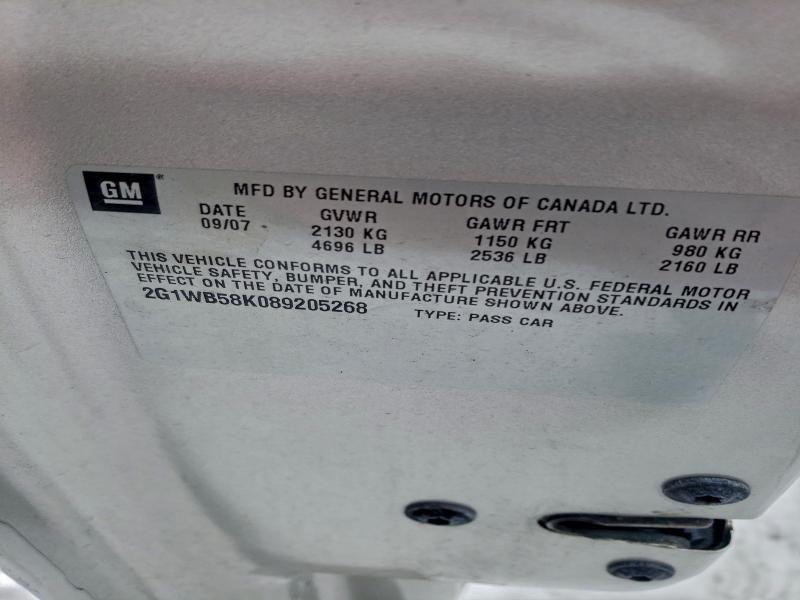 GM® MFD BY GENERAL MOTORS OF CANADA LTD.
DATE GVWR GAWR FRT GAWR RR
09/07 2130 KG 1150 KG 980 KG
4696 LB 2536 LB 2160 LB
THIS VEHICLE CONFORMS TO ALL APPLICABLE U.S. FEDERAL MOTOR
VEHICLE SAFETY, BUMPER, AND THEFT PREVENTION STANDARDS IN
EFFECT ON THE DATE OF MANUFACTURE SHOWN ABOVE.
2G1WB58K089205268 TYPE: PASS CAR